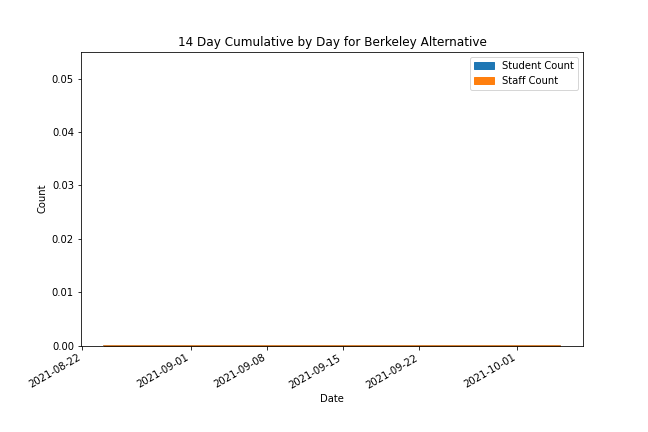 14 Day Cumulative by Day for Berkeley Alternative
Student Count
Staff Count
0.05
0.04
0.03
0.02
0.01
0.00
Count
2021-08-22
2021-09-01
2021-09-08
2021-09-15
2021-09-22
2021-10-01
Date